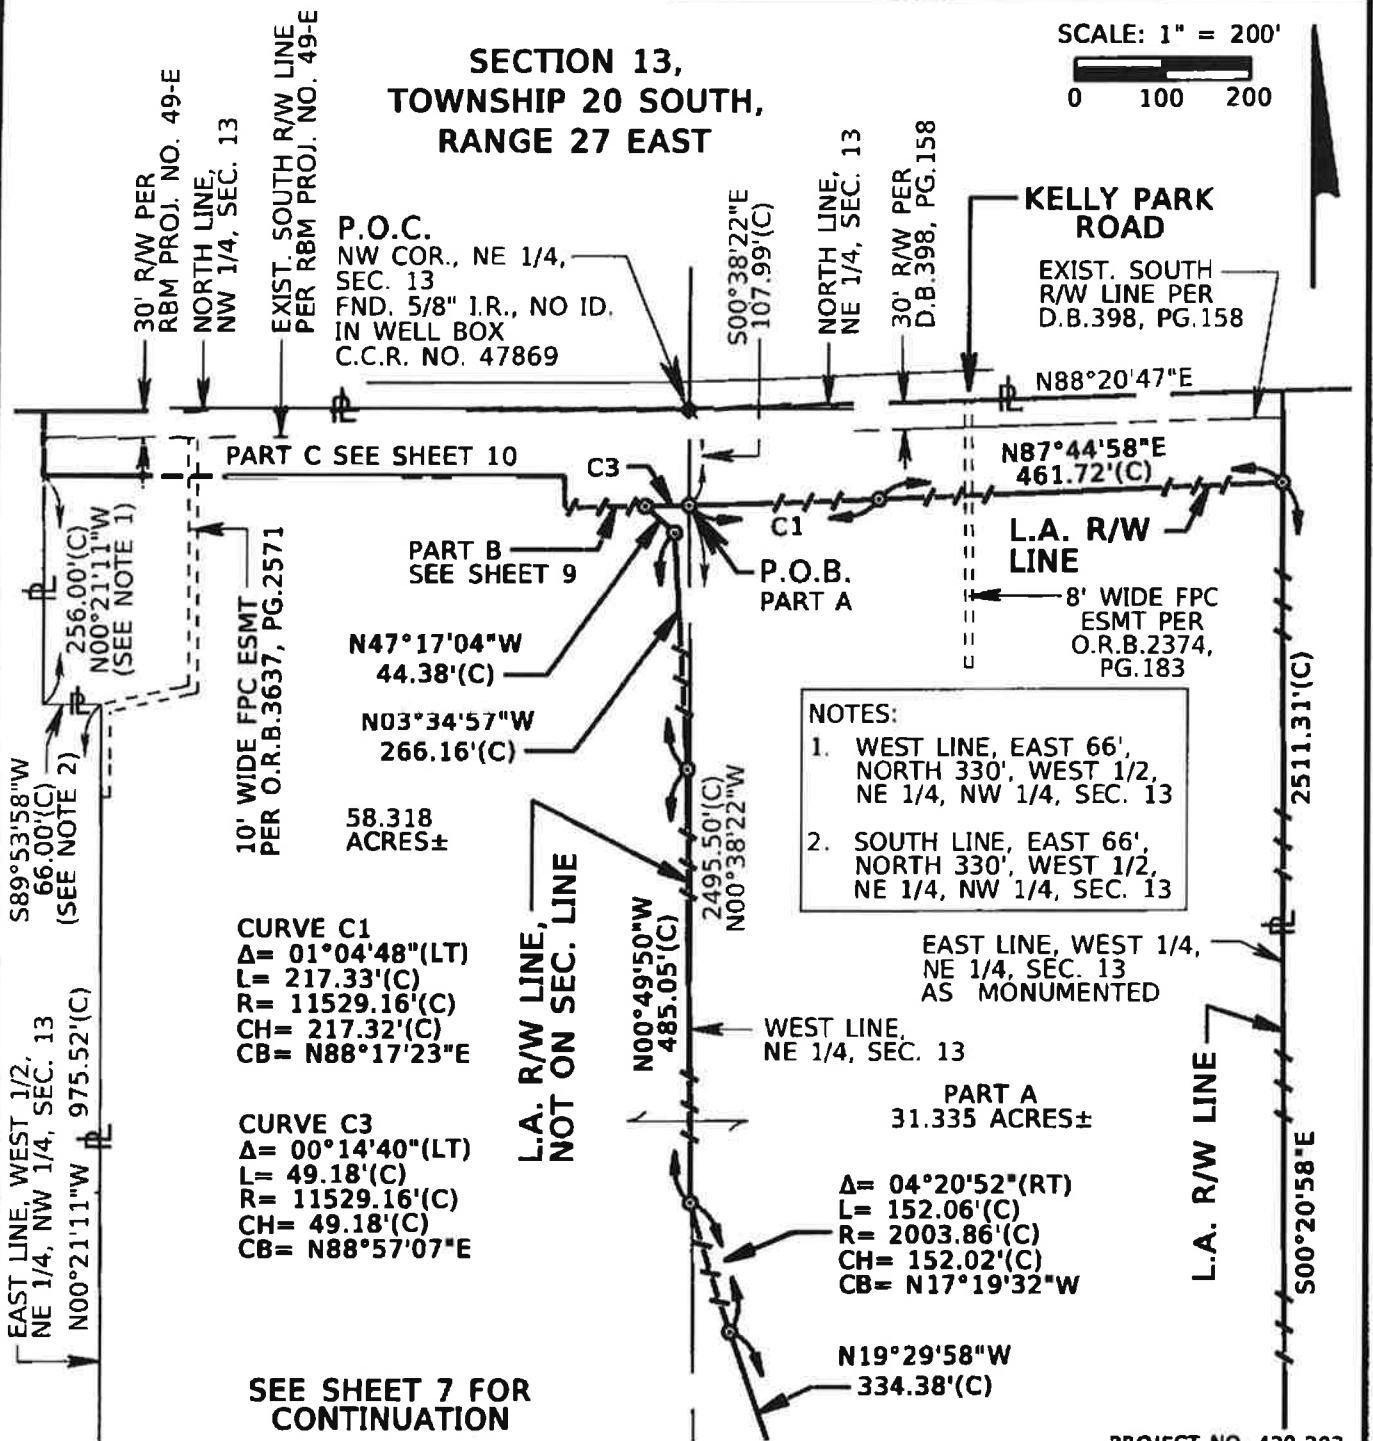 SECTION 13,
TOWNSHIP 20 SOUTH,
RANGE 27 EAST
SCALE: 1" = 200'
0 100 200
30' R/W PER
RBM PROJ. NO. 49-E
NORTH LINE,
NW 1/4, SEC. 13
EXIST. SOUTH R/W LINE
PER RBM PROJ. NO. 49-E
P.O.C.
NW COR., NE 1/4,
SEC. 13
FND. 5/8" I.R., NO ID.
IN WELL BOX
C.C.R. NO. 47869
S00°38'22"E
107.99'(C)
NORTH LINE,
NE 1/4, SEC. 13
30' R/W PER
D.B.398, PG.158
KELLY PARK
ROAD
EXIST. SOUTH
R/W LINE PER
D.B.398, PG.158
N88°20'47"E
PL
PL
PART C SEE SHEET 10
C3
N87°44'58"E
461.72'(C)
C1
L.A. R/W
LINE
PART B
SEE SHEET 9
P.O.B.
PART A
8' WIDE FPC
ESMT PER
O.R.B.2374,
PG.183
PL
256.00'(C)
N00°21'11"W
(SEE NOTE 1)
PL
10' WIDE FPC ESMT
PER O.R.B.3637, PG.2571
N47°17'04"W
44.38'(C)
N03°34'57"W
266.16'(C)
S89°53'58"W
66.00'(C)
(SEE NOTE 2)
58.318
ACRES±
2495.50'(C)
N00°38'22"W
NOTES:
1. WEST LINE, EAST 66',
NORTH 330', WEST 1/2,
NE 1/4, NW 1/4, SEC. 13
2. SOUTH LINE, EAST 66',
NORTH 330', WEST 1/2,
NE 1/4, NW 1/4, SEC. 13
2511.31'(C)
CURVE C1
Δ= 01°04'48"(LT)
L= 217.33'(C)
R= 11529.16'(C)
CH= 217.32'(C)
CB= N88°17'23"E
L.A. R/W LINE,
NOT ON SEC. LINE
N00°49'50"W
485.05'(C)
EAST LINE, WEST 1/4,
NE 1/4, SEC. 13
AS MONUMENTED
PL
WEST LINE,
NE 1/4, SEC. 13
PART A
31.335 ACRES±
EAST LINE, WEST 1/2,
NE 1/4, NW 1/4, SEC. 13
N00°21'11"W 975.52'(C)
PL
CURVE C3
Δ= 00°14'40"(LT)
L= 49.18'(C)
R= 11529.16'(C)
CH= 49.18'(C)
CB= N88°57'07"E
Δ= 04°20'52"(RT)
L= 152.06'(C)
R= 2003.86'(C)
CH= 152.02'(C)
CB= N17°19'32"W
L.A. R/W LINE
S00°20'58"E
N19°29'58"W
334.38'(C)
SEE SHEET 7 FOR
CONTINUATION
PROJECT NO.